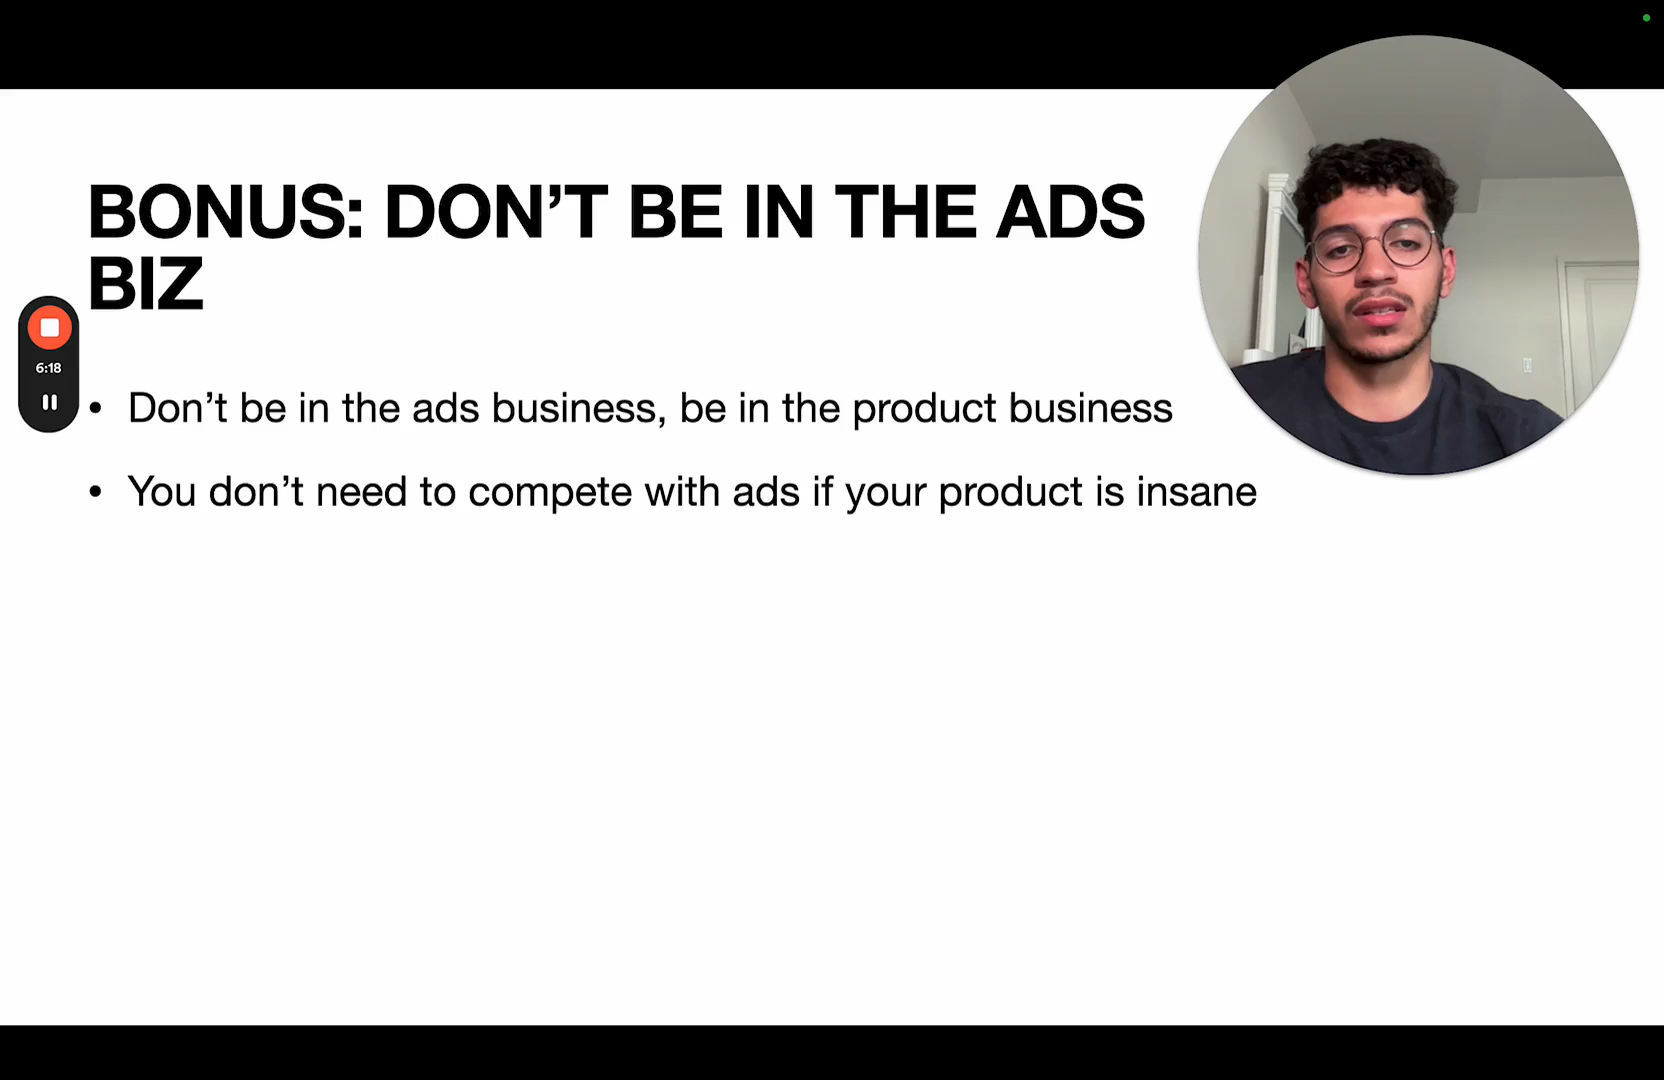 BONUS: DON’T BE IN THE ADS
BIZ
6:18
• Don’t be in the ads business, be in the product business
• You don’t need to compete with ads if your product is insane